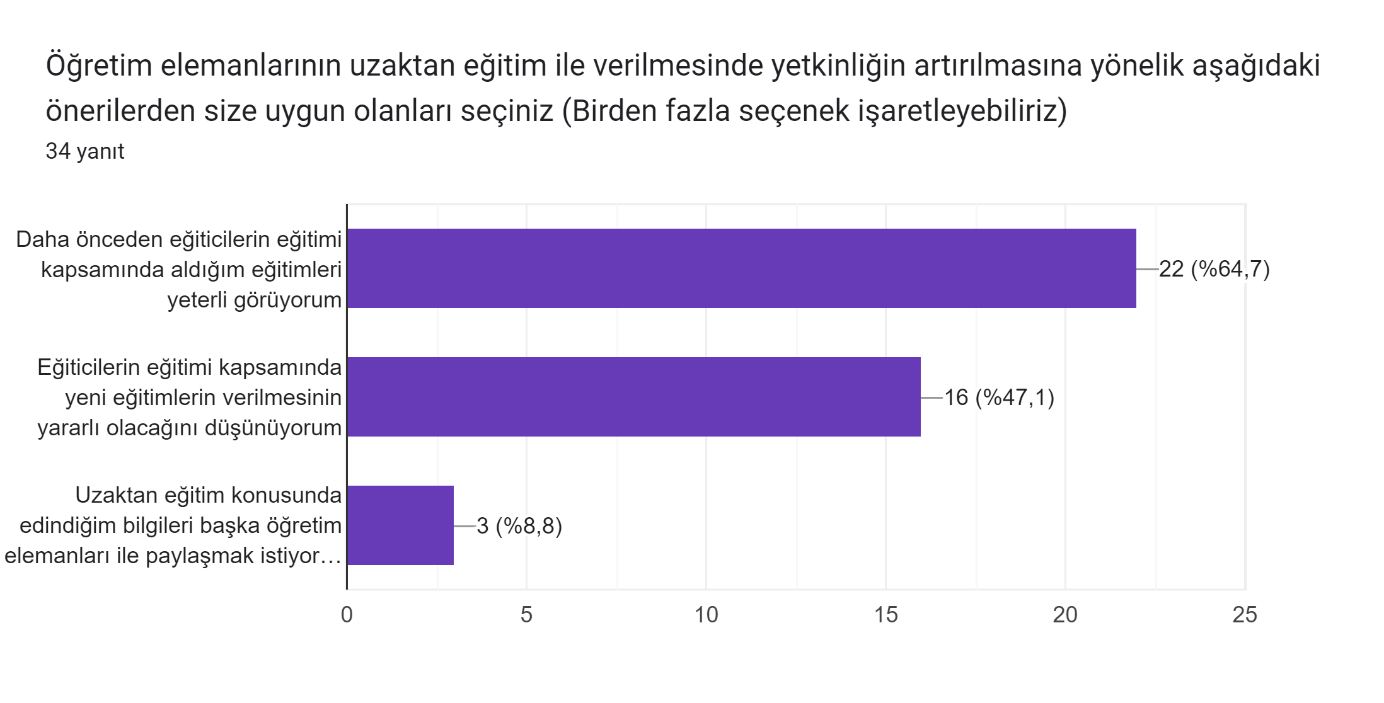 Öğretim elemanlarının uzaktan eğitim ile verilmesinde yetkinliğin artırılmasına yönelik aşağıdaki
önerilerden size uygun olanları seçiniz (Birden fazla seçenek işaretleyebiliriz)
34 yanıt
Daha önceden eğiticilerin eğitimi
kapsamında aldığım eğitimleri
yeterli görüyorum
22 (%64,7)
Eğiticilerin eğitimi kapsamında
yeni eğitimlerin verilmesinin
yararlı olacağını düşünüyorum
16 (%47,1)
Uzaktan eğitim konusunda
edindiğim bilgileri başka öğretim
elemanları ile paylaşmak istiyor…
3 (%8,8)
0 5 10 15 20 25